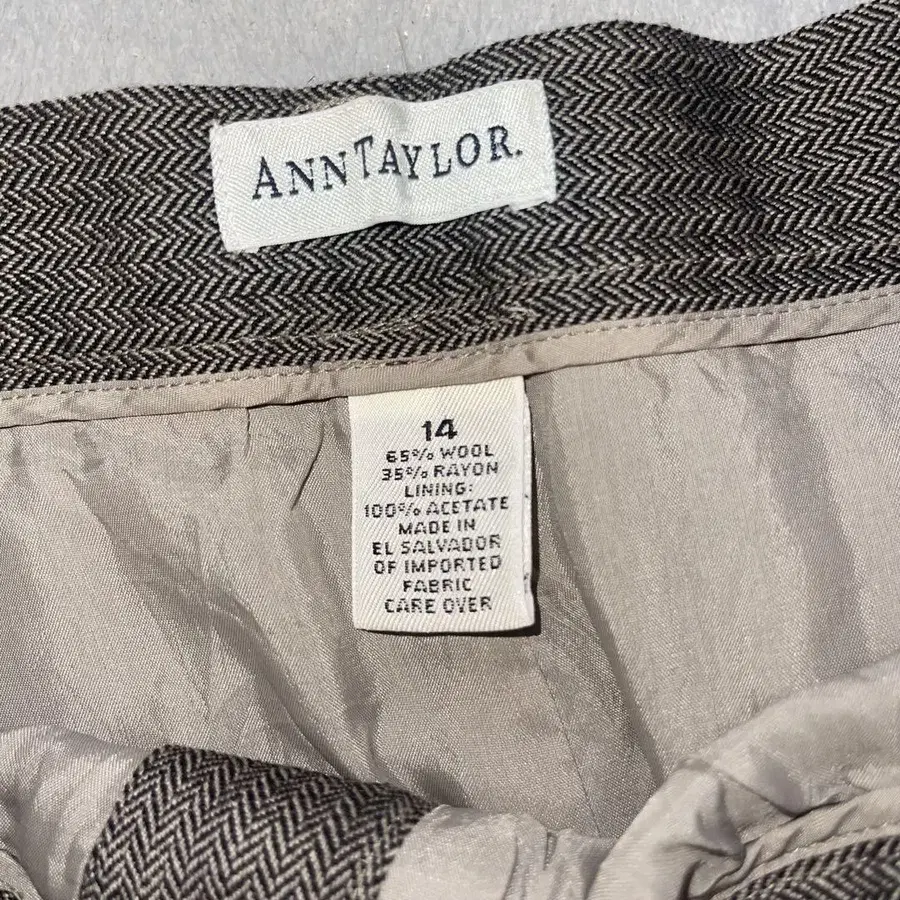 ANNTAYLOR.
14
65% WOOL
35% RAYON
LINING:
100% ACETATE
MADE IN
EL SALVADOR
OF IMPORTED
FABRIC
CARE OVER